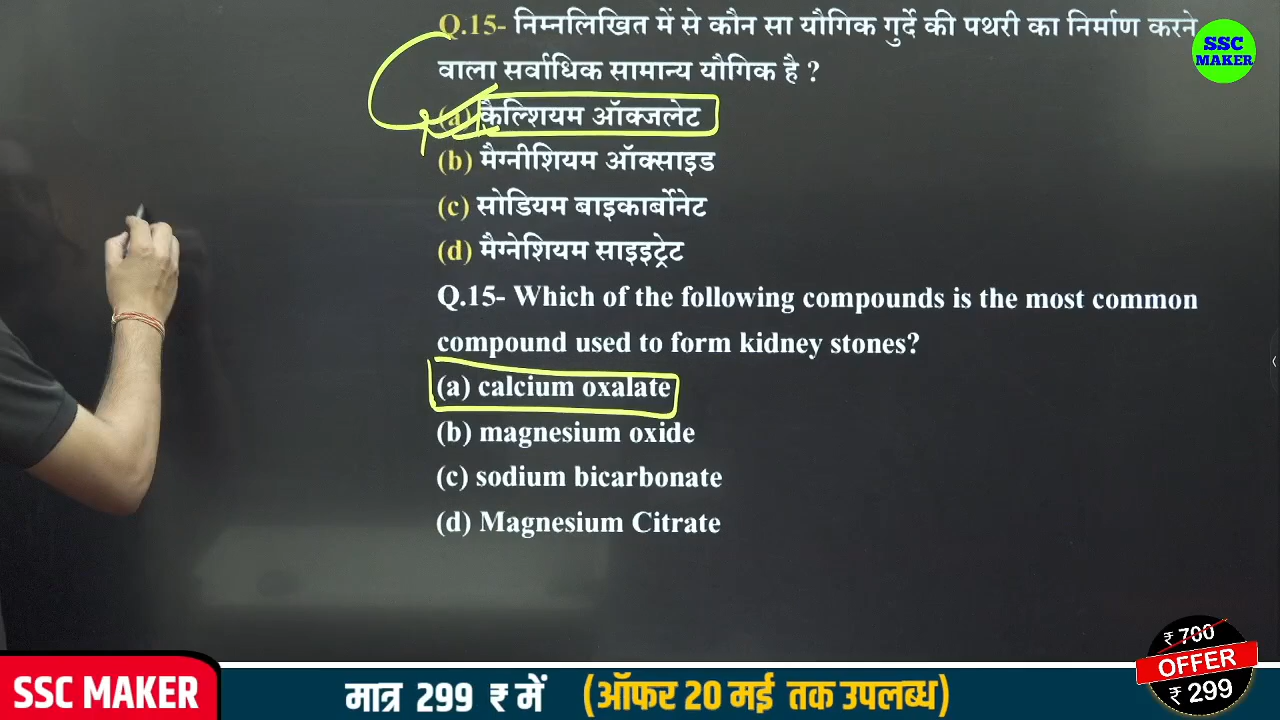 Q.15- निम्नलिखित में से कौन सा यौगिक गुर्दे की पथरी का निर्माण करने
वाला सर्वाधिक सामान्य यौगिक है ?
(a) कैल्शियम ऑक्जलेट
(b) मैग्नीशियम ऑक्साइड
(c) सोडियम बाइकार्बोनेट
(d) मैग्नेशियम साइइट्रेट
Q.15- Which of the following compounds is the most common
compound used to form kidney stones?
(a) calcium oxalate
(b) magnesium oxide
(c) sodium bicarbonate
(d) Magnesium Citrate
SSC
MAKER
SSC MAKER
मात्र 299 ₹ में (ऑफर 20 मई तक उपलब्ध)
₹ 700
OFFER
₹ 299